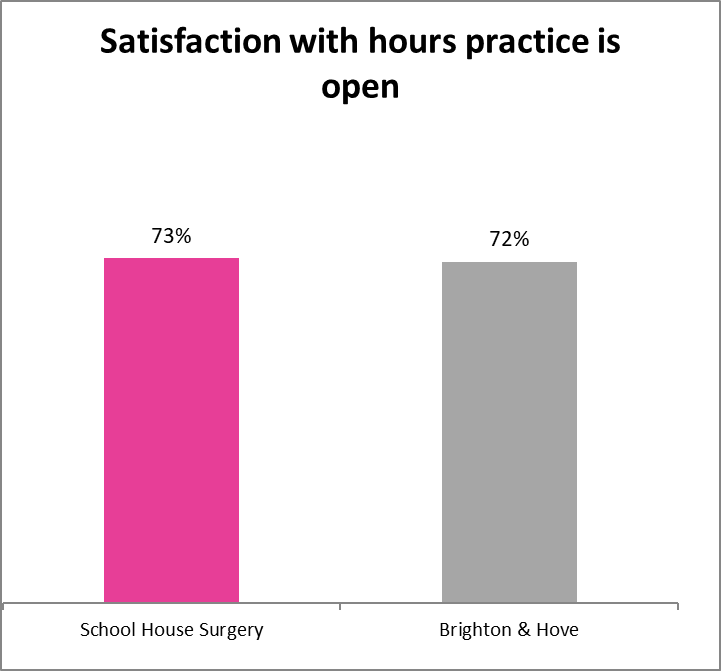 Satisfaction with hours practice is
open
73%
72%
School House Surgery
Brighton & Hove